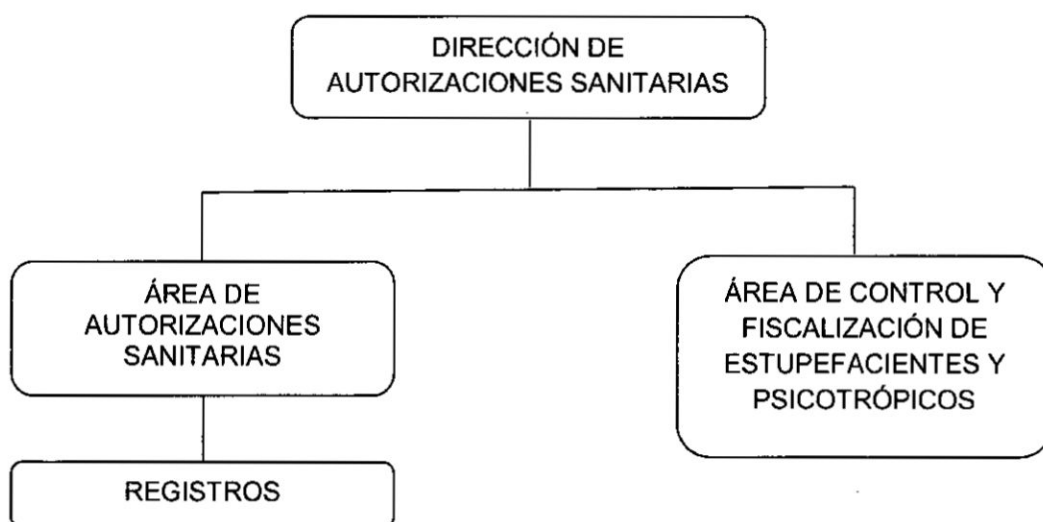 DIRECCIÓN DE
AUTORIZACIONES SANITARIAS
ÁREA DE
AUTORIZACIONES
SANITARIAS
ÁREA DE CONTROL Y
FISCALIZACIÓN DE
ESTUPEFACIENTES Y
PSICOTRÓPICOS
REGISTROS